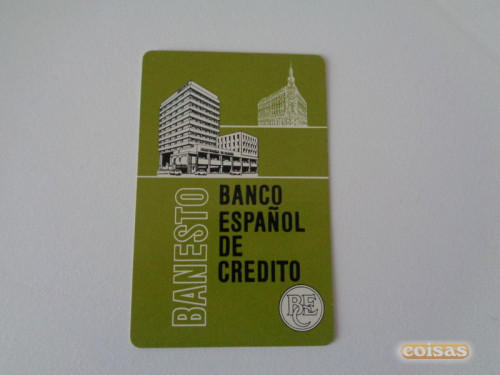 BANESTO
BANCO
ESPAÑOL
DE
CREDITO
BEC
coisas